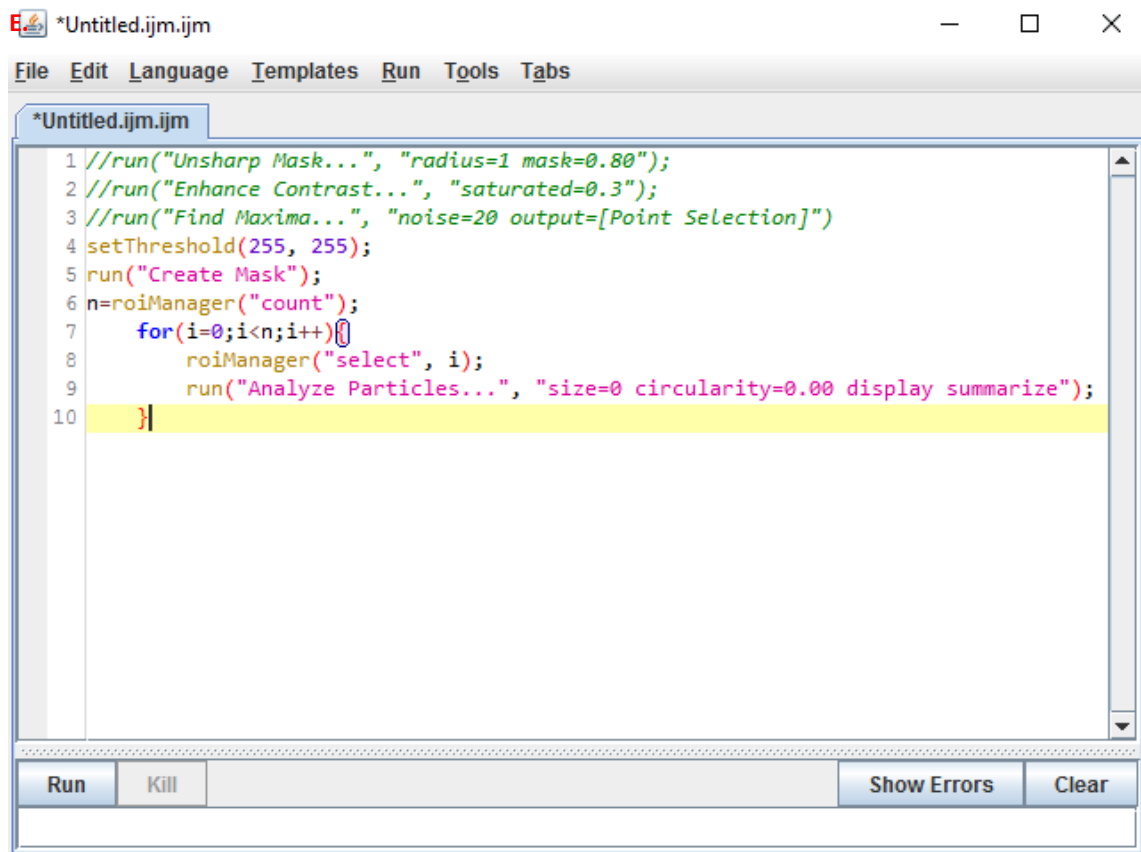 E. *Untitled.ijm.ijm
File Edit Language Templates Run Tools Tabs
*Untitled.ijm.ijm
1 //run("Unsharp Mask...", "radius=1 mask=0.80");
2 //run("Enhance Contrast...", "saturated=0.3");
3 //run("Find Maxima...", "noise=20 output=[Point Selection]")
4 setThreshold(255, 255);
5 run("Create Mask");
6 n=roiManager("count");
7     for(i=0;i<n;i++){
8         roiManager("select", i);
9         run("Analyze Particles...", "size=0 circularity=0.00 display summarize");
10     }
Run Kill Show Errors Clear